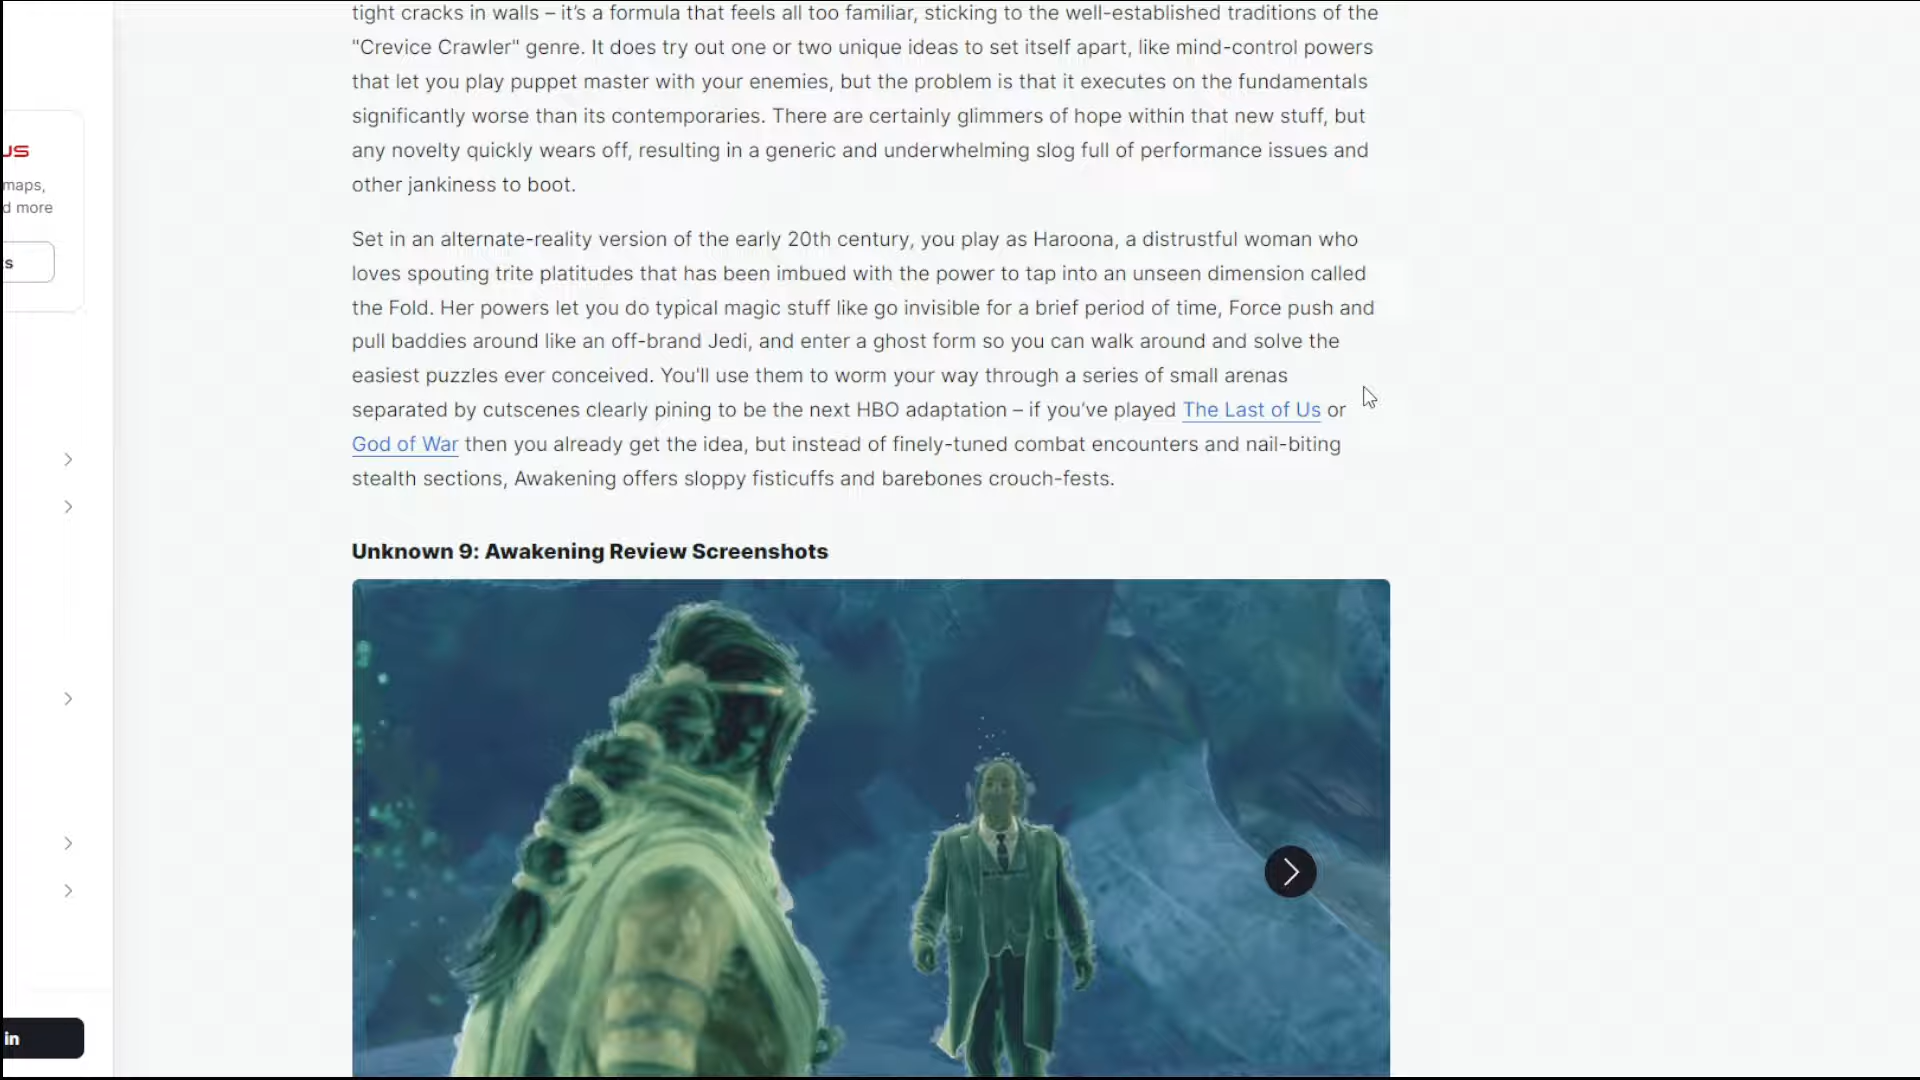 tight cracks in walls – it's a formula that feels all too familiar, sticking to the well-established traditions of the
"Crevice Crawler" genre. It does try out one or two unique ideas to set itself apart, like mind-control powers
that let you play puppet master with your enemies, but the problem is that it executes on the fundamentals
significantly worse than its contemporaries. There are certainly glimmers of hope within that new stuff, but
any novelty quickly wears off, resulting in a generic and underwhelming slog full of performance issues and
other jankiness to boot.
US
maps,
d more
s
Set in an alternate-reality version of the early 20th century, you play as Haroona, a distrustful woman who
loves spouting trite platitudes that has been imbued with the power to tap into an unseen dimension called
the Fold. Her powers let you do typical magic stuff like go invisible for a brief period of time, Force push and
pull baddies around like an off-brand Jedi, and enter a ghost form so you can walk around and solve the
easiest puzzles ever conceived. You'll use them to worm your way through a series of small arenas
separated by cutscenes clearly pining to be the next HBO adaptation – if you've played The Last of Us or
God of War then you already get the idea, but instead of finely-tuned combat encounters and nail-biting
stealth sections, Awakening offers sloppy fisticuffs and barebones crouch-fests.
Unknown 9: Awakening Review Screenshots
in